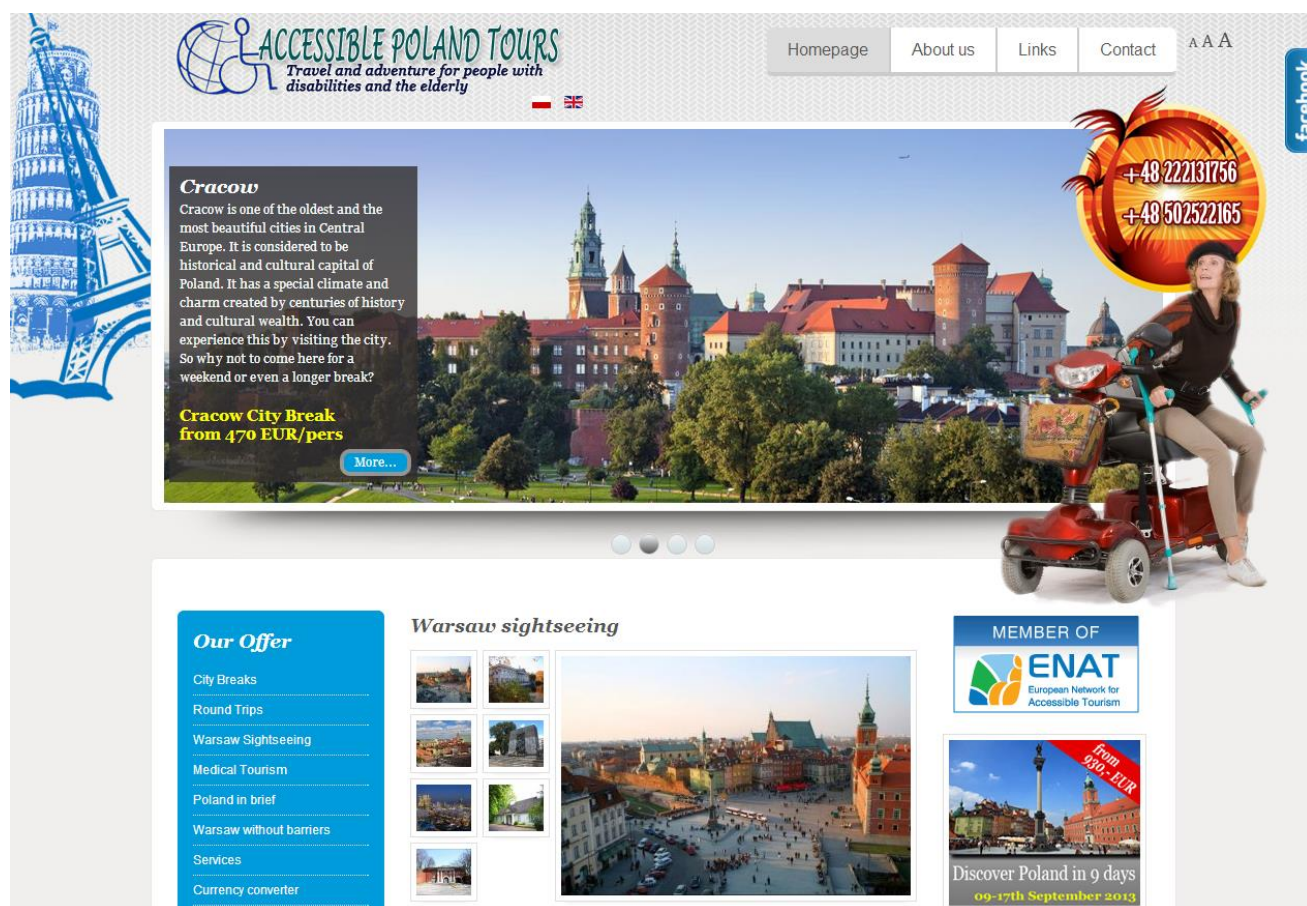 ACCESSIBLE POLAND TOURS
Travel and adventure for people with
disabilities and the elderly
Homepage
About us
Links
Contact
A A A
facebook
+48 222131756
+48 502522165
Cracow
Cracow is one of the oldest and the
most beautiful cities in Central
Europe. It is considered to be
historical and cultural capital of
Poland. It has a special climate and
charm created by centuries of history
and cultural wealth. You can
experience this by visiting the city.
So why not to come here for a
weekend or even a longer break?
Cracow City Break
from 470 EUR/pers
More...
Our Offer
City Breaks
Round Trips
Warsaw Sightseeing
Medical Tourism
Poland in brief
Warsaw without barriers
Services
Currency converter
Warsaw sightseeing
MEMBER OF
ENAT
European Network for
Accessible Tourism
from
930,- EUR
Discover Poland in 9 days
09-17th September 2013